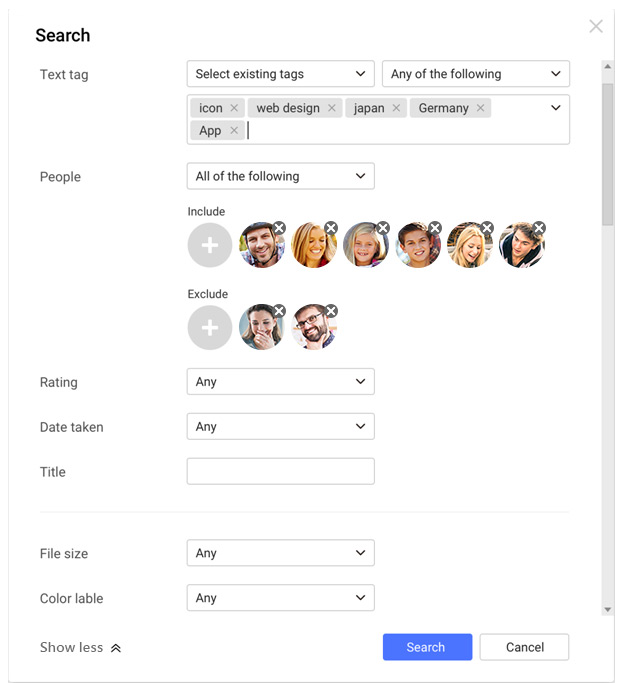 Search
Text tag
Select existing tags
Any of the following
icon web design japan Germany
App
People
All of the following
Include
Exclude
Rating
Any
Date taken
Any
Title
File size
Any
Color lable
Any
Show less
Search
Cancel